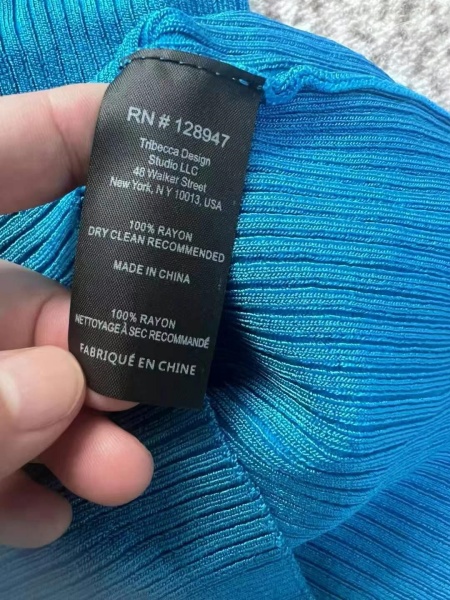 RN # 128947
Tribecca Design
Studio LLC
46 Walker Street
New York, N Y 10013, USA
100% RAYON
DRY CLEAN RECOMMENDED
MADE IN CHINA
100% RAYON
NETTOYAGE À SEC RECOMMANDÉ
FABRIQUÉ EN CHINE